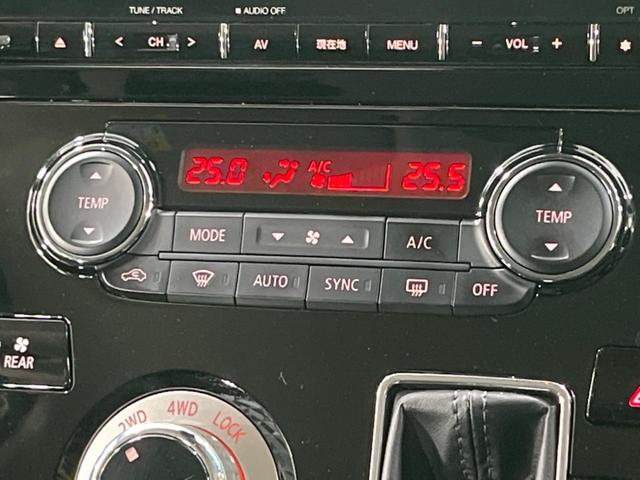 TUNE / TRACK AUDIO OFF OPT
< CH > AV 現在地 MENU - VOL +
25.0 A/C 25.5
TEMP TEMP
MODE A/C
AUTO SYNC OFF
REAR
2WD 4WD LOCK